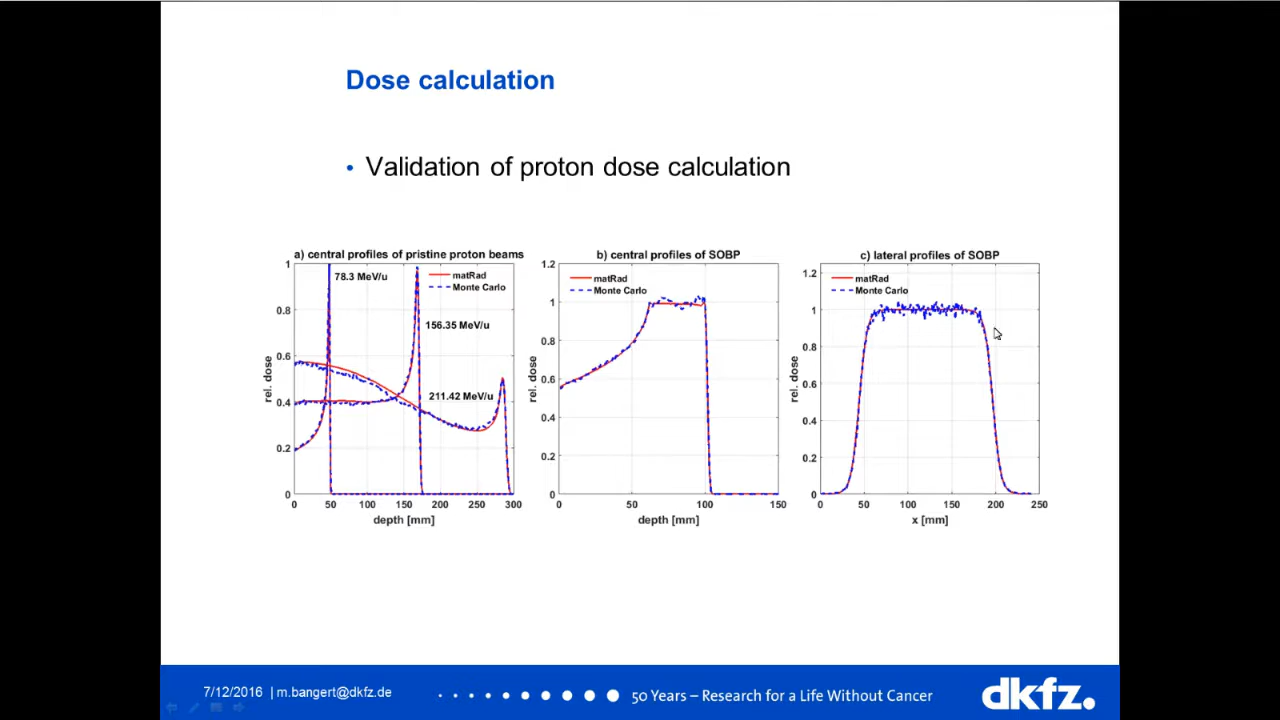 Dose calculation
• Validation of proton dose calculation
a) central profiles of pristine proton beams
1
0.8
0.6
0.4
0.2
0
rel. dose
78.3 MeV/u
matRad
Monte Carlo
156.35 MeV/u
211.42 MeV/u
0 50 100 150 200 250 300
depth [mm]
b) central profiles of SOBP
1.2
1
0.8
0.6
0.4
0.2
0
rel. dose
matRad
Monte Carlo
0 50 100 150
depth [mm]
c) lateral profiles of SOBP
1.2
1
0.8
0.6
0.4
0.2
0
rel. dose
matRad
Monte Carlo
0 50 100 150 200 250
x [mm]
7/12/2016 | m.bangert@dkfz.de
50 Years – Research for a Life Without Cancer
dkfz.